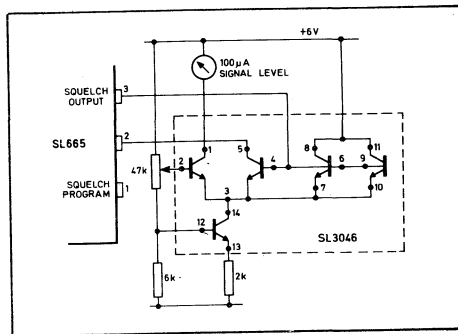 +6V
100µA
SIGNAL LEVEL
SQUELCH
OUTPUT
3
SL665
2
SQUELCH
PROGRAM
1
47k
1
2
5
4
8
6
7
11
9
10
3
14
12
13
SL3046
6k
2k